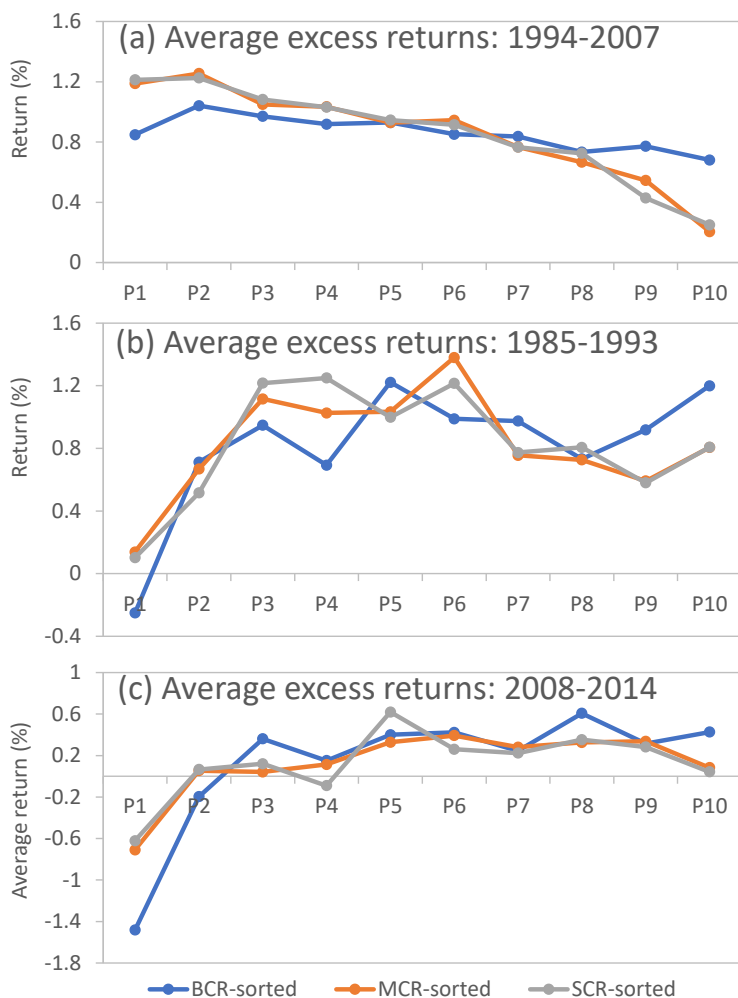 (a) Average excess returns: 1994-2007
Return (%)
1.6
1.2
0.8
0.4
0
P1 P2 P3 P4 P5 P6 P7 P8 P9 P10
(b) Average excess returns: 1985-1993
Return (%)
1.6
1.2
0.8
0.4
0
-0.4
P1 P2 P3 P4 P5 P6 P7 P8 P9 P10
(c) Average excess returns: 2008-2014
Average return (%)
1
0.6
0.2
-0.2
-0.6
-1
-1.4
-1.8
P1 P2 P3 P4 P5 P6 P7 P8 P9 P10
BCR-sorted MCR-sorted SCR-sorted